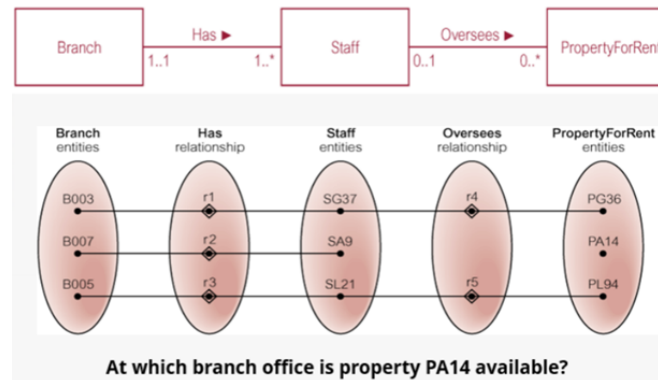 Has ►
Oversees ►
Branch
Staff
PropertyForRent
1..1
1..*
0..1
0..*
Branch
entities
Has
relationship
Staff
entities
Oversees
relationship
PropertyForRent
entities
B003
r1
SG37
r4
PG36
B007
r2
SA9
PA14
B005
r3
SL21
r5
PL94
At which branch office is property PA14 available?